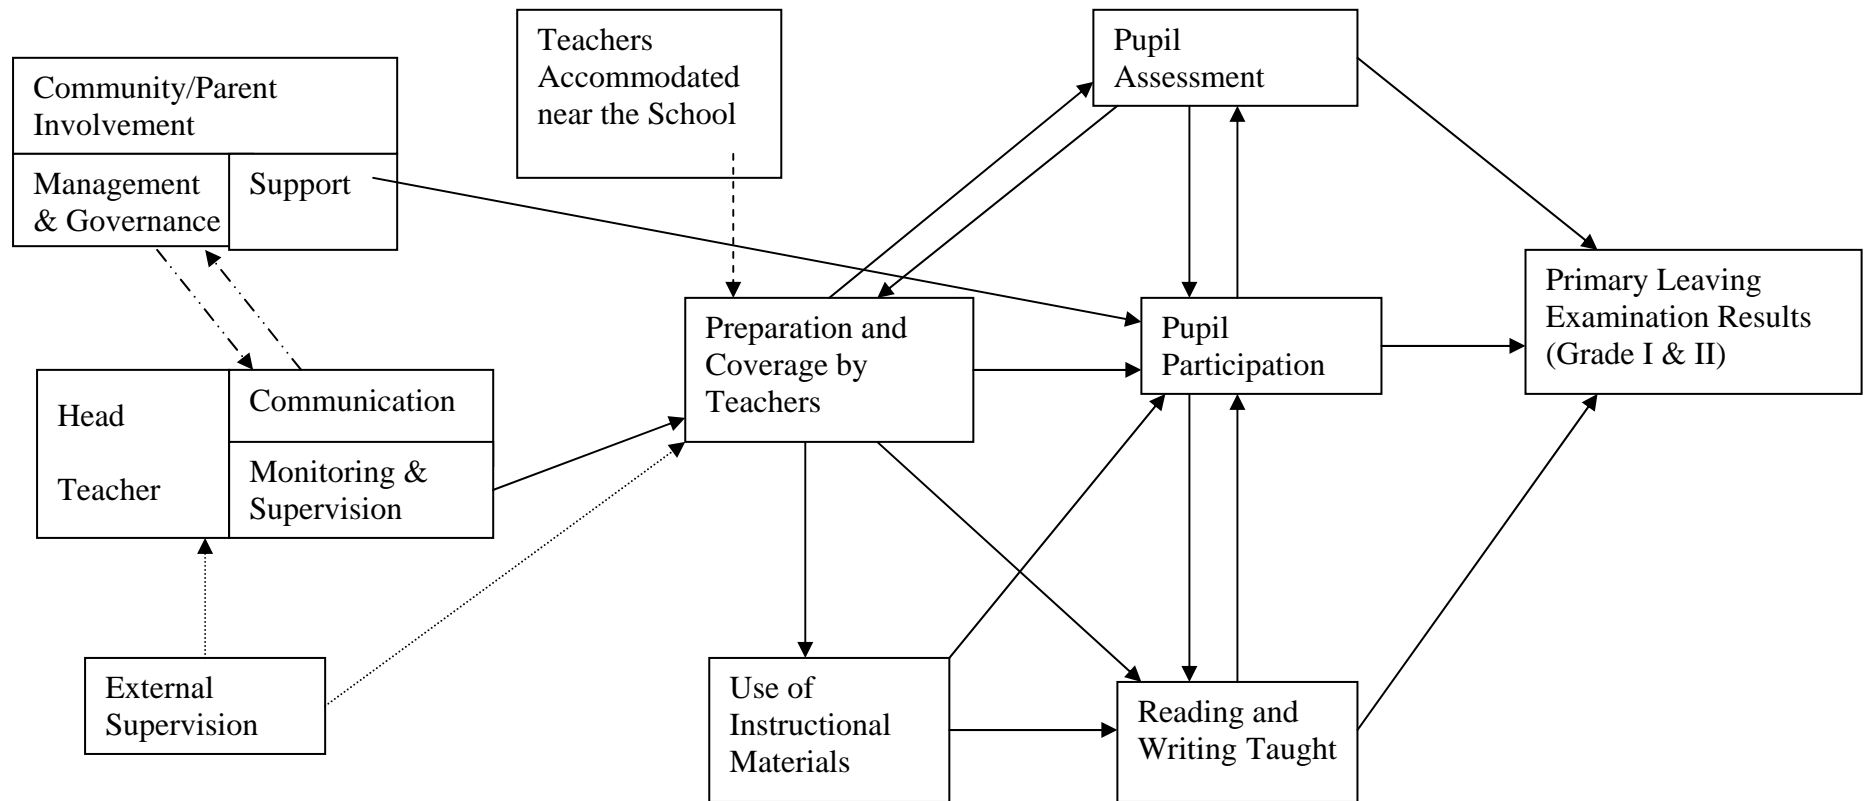 Community/Parent
Involvement
Management
& Governance
Support
Teachers
Accommodated
near the School
Pupil
Assessment
Head
Teacher
Communication
Monitoring &
Supervision
Preparation and
Coverage by
Teachers
Pupil
Participation
Primary Leaving
Examination Results
(Grade I & II)
External
Supervision
Use of
Instructional
Materials
Reading and
Writing Taught